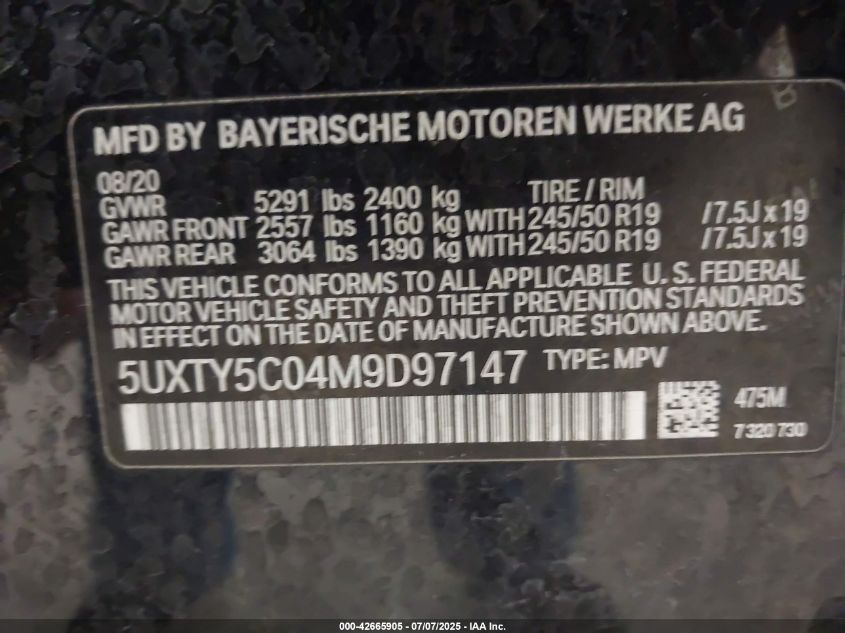 MFD BY BAYERISCHE MOTOREN WERKE AG
08/20
GVWR 5291 lbs 2400 kg TIRE / RIM
GAWR FRONT 2557 lbs 1160 kg WITH 245/50 R19 /7.5J x 19
GAWR REAR 3064 lbs 1390 kg WITH 245/50 R19 /7.5J x 19
THIS VEHICLE CONFORMS TO ALL APPLICABLE U. S. FEDERAL
MOTOR VEHICLE SAFETY AND THEFT PREVENTION STANDARDS
IN EFFECT ON THE DATE OF MANUFACTURE SHOWN ABOVE.
5UXTY5C04M9D97147 TYPE: MPV
475M
7 320 730
000-42665905 - 07/07/2025 - IAA Inc.